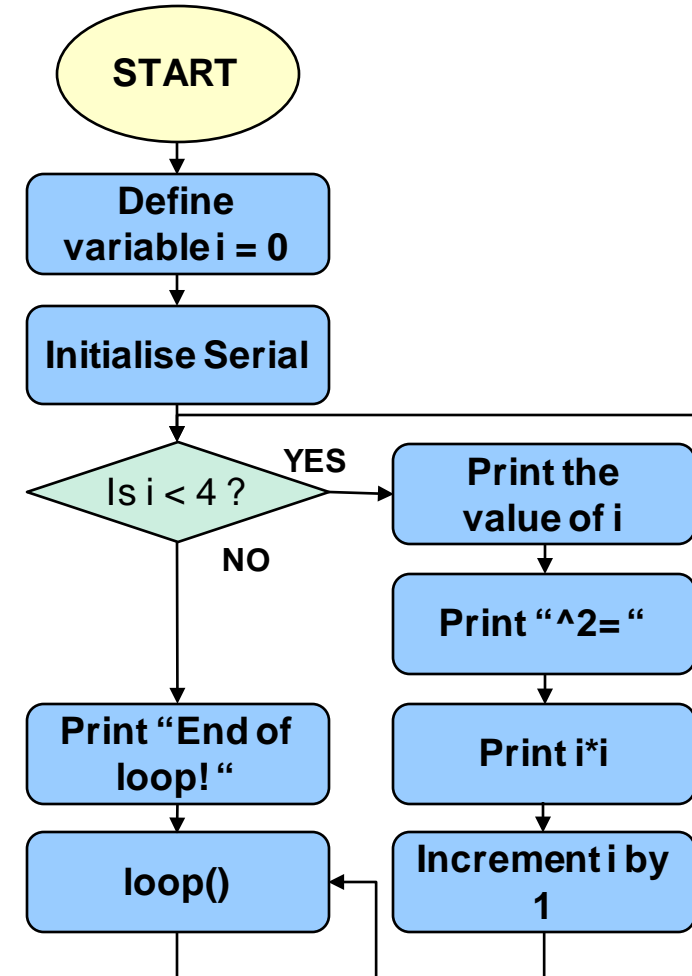 START
Define
variable i = 0
Initialise Serial
Is i < 4 ?
YES
NO
Print the
value of i
Print “^2= “
Print i*i
Increment i by
1
Print “End of
loop! “
loop()